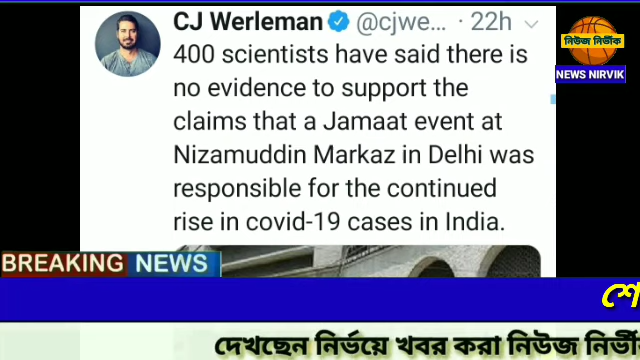 CJ Werleman @cjwe... · 22h
400 scientists have said there is
no evidence to support the
claims that a Jamaat event at
Nizamuddin Markaz in Delhi was
responsible for the continued
rise in covid-19 cases in India.
নিউজ নির্ভীক
NEWS NIRVIK
BREAKING NEWS
শে
দেখছেন নির্ভয়ে খবর করা নিউজ নির্ভীক